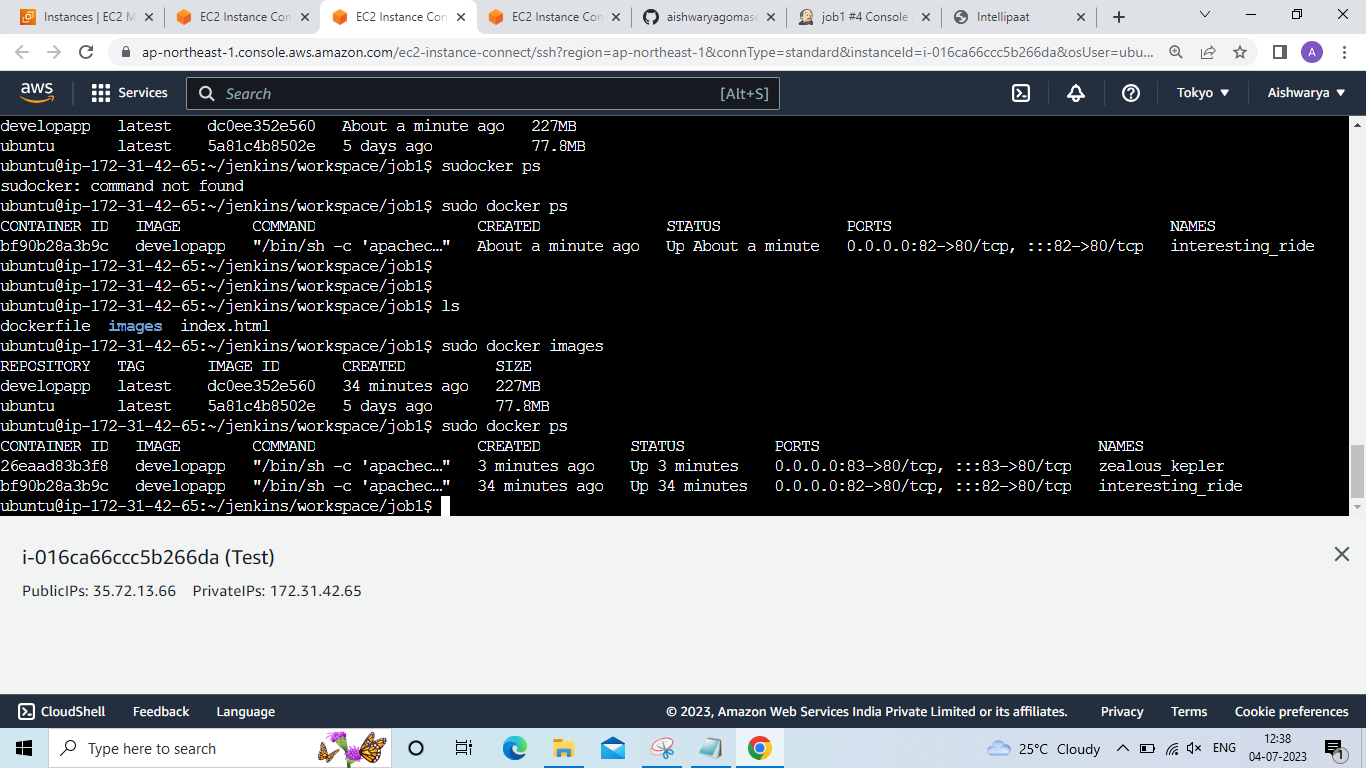 Instances | EC2 M
EC2 Instance Con
EC2 Instance Con
EC2 Instance Con
aishwaryagomase
job1 #4 Console
Intellipaat
ap-northeast-1.console.aws.amazon.com/ec2-instance-connect/ssh?region=ap-northeast-1&connType=standard&instanceId=i-016ca66ccc5b266da&osUser=ubu...
A
aws Services Search [Alt+S] Tokyo Aishwarya
developapp latest dc0ee352e560 About a minute ago 227MB
ubuntu latest 5a81c4b8502e 5 days ago 77.8MB
ubuntu@ip-172-31-42-65:~/jenkins/workspace/job1$ sudocker ps
sudocker: command not found
ubuntu@ip-172-31-42-65:~/jenkins/workspace/job1$ sudo docker ps
CONTAINER ID IMAGE COMMAND CREATED STATUS PORTS NAMES
bf90b28a3b9c developapp "/bin/sh -c 'apachec…" About a minute ago Up About a minute 0.0.0.0:82->80/tcp, :::82->80/tcp interesting_ride
ubuntu@ip-172-31-42-65:~/jenkins/workspace/job1$
ubuntu@ip-172-31-42-65:~/jenkins/workspace/job1$
ubuntu@ip-172-31-42-65:~/jenkins/workspace/job1$ ls
dockerfile images index.html
ubuntu@ip-172-31-42-65:~/jenkins/workspace/job1$ sudo docker images
REPOSITORY TAG IMAGE ID CREATED SIZE
developapp latest dc0ee352e560 34 minutes ago 227MB
ubuntu latest 5a81c4b8502e 5 days ago 77.8MB
ubuntu@ip-172-31-42-65:~/jenkins/workspace/job1$ sudo docker ps
CONTAINER ID IMAGE COMMAND CREATED STATUS PORTS NAMES
26eaad83b3f8 developapp "/bin/sh -c 'apachec…" 3 minutes ago Up 3 minutes 0.0.0.0:83->80/tcp, :::83->80/tcp zealous_kepler
bf90b28a3b9c developapp "/bin/sh -c 'apachec…" 34 minutes ago Up 34 minutes 0.0.0.0:82->80/tcp, :::82->80/tcp interesting_ride
ubuntu@ip-172-31-42-65:~/jenkins/workspace/job1$
i-016ca66ccc5b266da (Test)
PublicIPs: 35.72.13.66 PrivateIPs: 172.31.42.65
CloudShell Feedback Language © 2023, Amazon Web Services India Private Limited or its affiliates. Privacy Terms Cookie preferences
Type here to search 25°C Cloudy ENG 12:38
04-07-2023
1